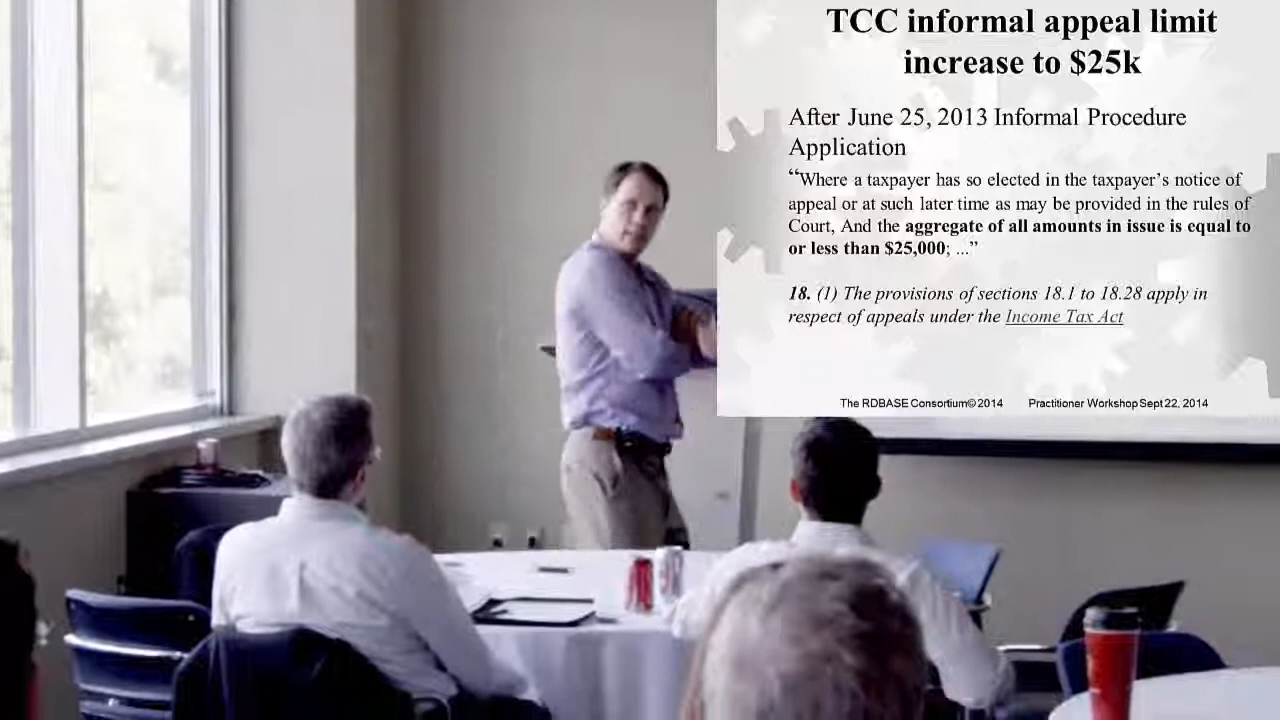 TCC informal appeal limit
increase to $25k
After June 25, 2013 Informal Procedure
Application
“Where a taxpayer has so elected in the taxpayer’s notice of
appeal or at such later time as may be provided in the rules of
Court, And the aggregate of all amounts in issue is equal to
or less than $25,000; ...”
18. (1) The provisions of sections 18.1 to 18.28 apply in
respect of appeals under the Income Tax Act
The RDBASE Consortium© 2014 Practitioner Workshop Sept 22, 2014